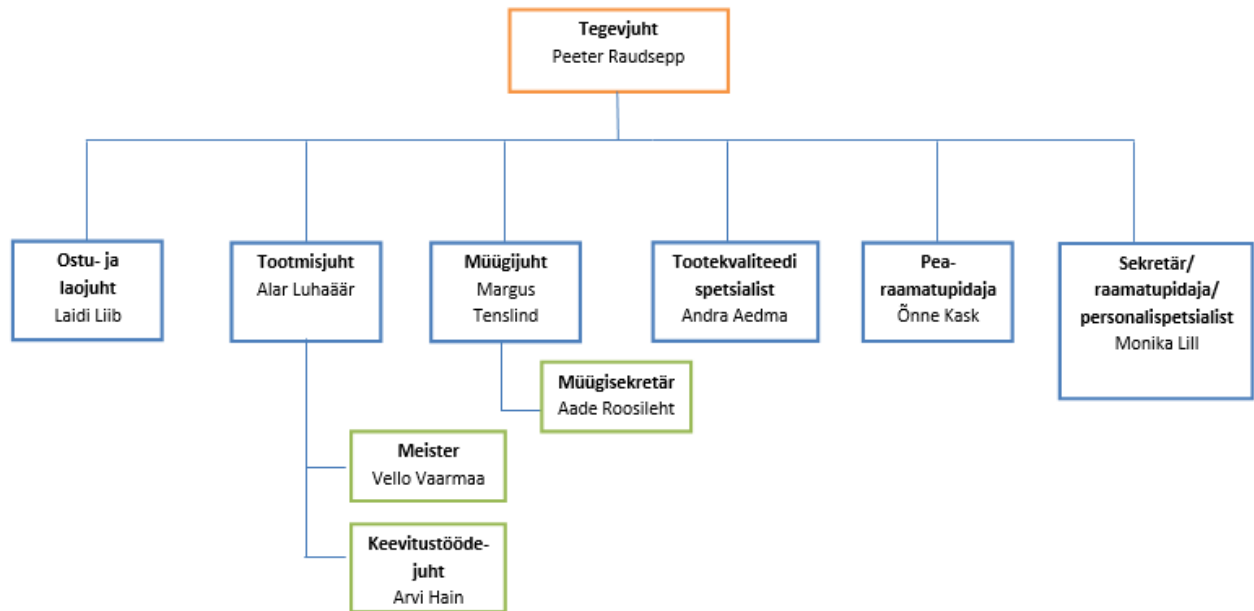 Tegevjuht
Peeter Raudsepp
Ostu- ja
laojuht
Laidi Liib
Tootmisjuht
Alar Luhaäär
Müügijuht
Margus
Tenslind
Tootekvaliteedi
spetsialist
Andra Aedma
Pea-
raamatupidaja
Õnne Kask
Sekretär/
raamatupidaja/
personalispetsialist
Monika Lill
Müügisekretär
Aade Roosileht
Meister
Vello Vaarmaa
Keevitustööde-
juht
Arvi Hain